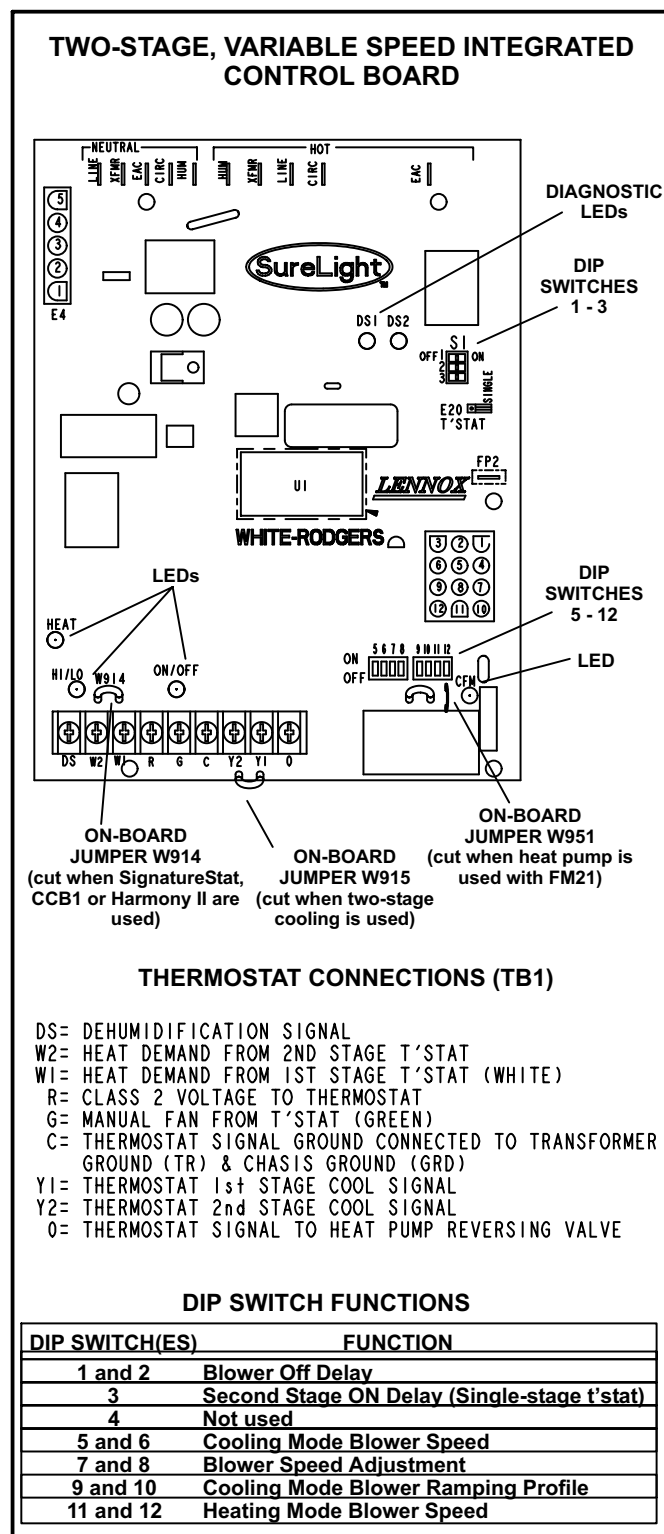 TWO-STAGE, VARIABLE SPEED INTEGRATED
CONTROL BOARD
NEUTRAL
HOT
LINE XFMR EAC CIRC HUM HUM XFMR LINE CIRC EAC
5
4
3
2
1
E4
SureLight™
DIAGNOSTIC
LEDs
DS1 DS2
DIP
SWITCHES
1 - 3
S1
OFF 1 ON
2
3
SINGLE
E20
T'STAT
FP2
U1
LENNOX
WHITE-RODGERS
3 2 1
6 5 4
9 8 7
12 11 10
LEDs
HEAT
HI/LO
W914
ON/OFF
DIP
SWITCHES
5 - 12
5 6 7 8 9 10 11 12
ON
OFF
LED
CFM
DS W2 W1 R G C Y2 Y1 O
ON-BOARD
JUMPER W914
(cut when SignatureStat,
CCB1 or Harmony II are
used)
ON-BOARD
JUMPER W915
(cut when two-stage
cooling is used)
ON-BOARD
JUMPER W951
(cut when heat pump is
used with FM21)
THERMOSTAT CONNECTIONS (TB1)
DS= DEHUMIDIFICATION SIGNAL
W2= HEAT DEMAND FROM 2ND STAGE T'STAT
W1= HEAT DEMAND FROM 1ST STAGE T'STAT (WHITE)
R= CLASS 2 VOLTAGE TO THERMOSTAT
G= MANUAL FAN FROM T'STAT (GREEN)
C= THERMOSTAT SIGNAL GROUND CONNECTED TO TRANSFORMER
GROUND (TR) & CHASIS GROUND (GRD)
Y1= THERMOSTAT 1st STAGE COOL SIGNAL
Y2= THERMOSTAT 2nd STAGE COOL SIGNAL
O= THERMOSTAT SIGNAL TO HEAT PUMP REVERSING VALVE
DIP SWITCH FUNCTIONS
DIP SWITCH(ES) FUNCTION
1 and 2 Blower Off Delay
3 Second Stage ON Delay (Single-stage t'stat)
4 Not used
5 and 6 Cooling Mode Blower Speed
7 and 8 Blower Speed Adjustment
9 and 10 Cooling Mode Blower Ramping Profile
11 and 12 Heating Mode Blower Speed